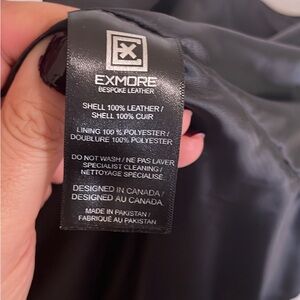 EXMORE
BESPOKE LEATHER
SHELL 100% LEATHER /
SHELL 100% CUIR
LINING 100 % POLYESTER /
DOUBLURE 100% POLYESTER
DO NOT WASH / NE PAS LAVER
SPECIALIST CLEANING /
NETTOYAGE SPÉCIALISÉ
DESIGNED IN CANADA /
DESIGNED AU CANADA
MADE IN PAKISTAN /
FABRIQUÉ AU PAKISTAN